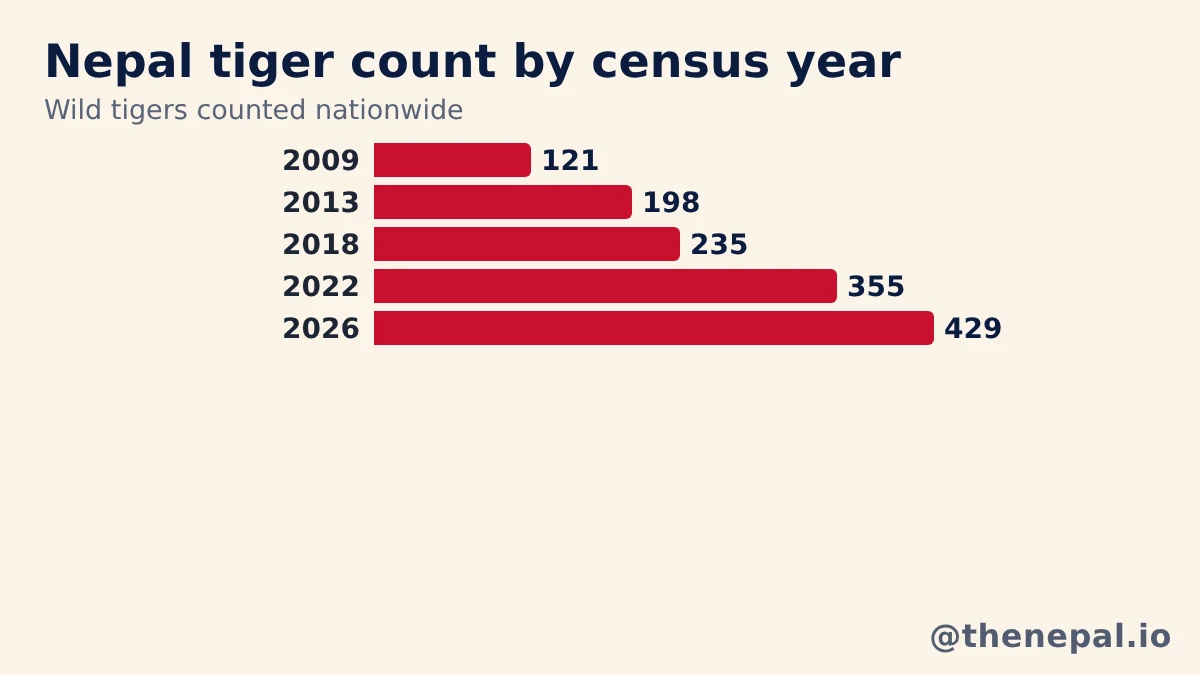 Nepal tiger count by census year
Wild tigers counted nationwide
2009 121
2013 198
2018 235
2022 355
2026 429
@thenepal.io